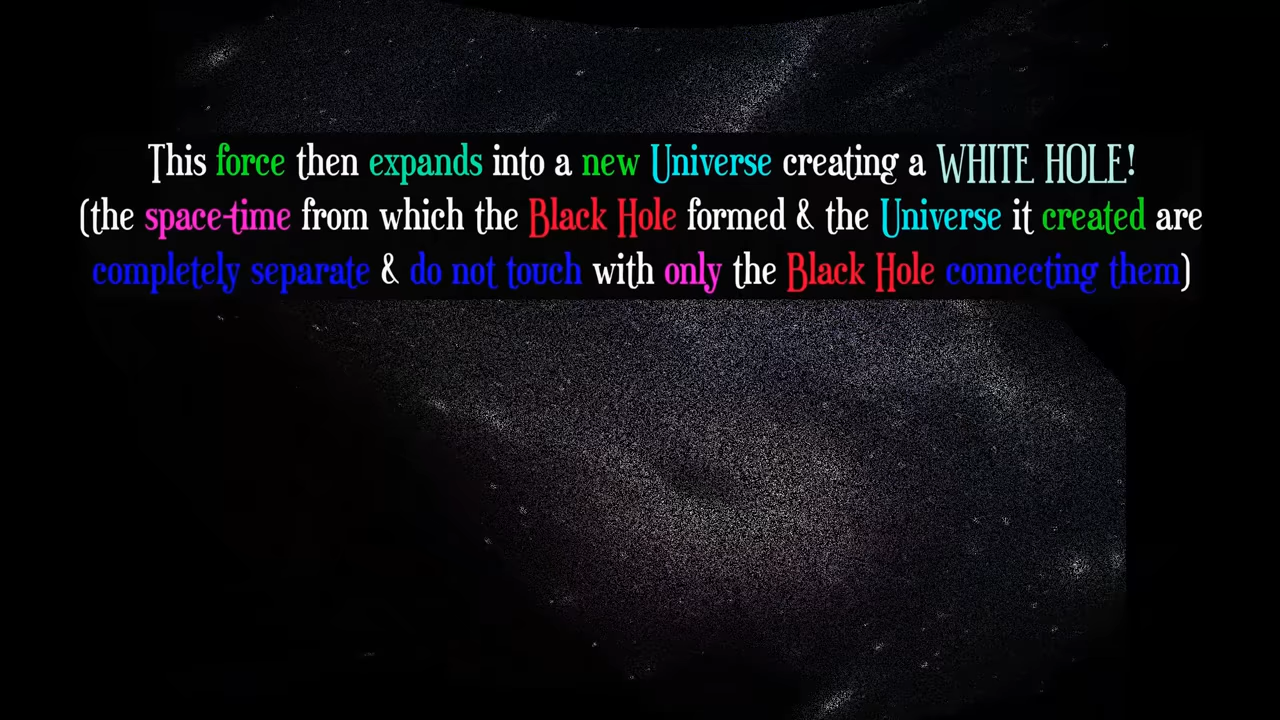 This force then expands into a new Universe creating a WHITE HOLE!
(the space-time from which the Black Hole formed & the Universe it created are
completely separate & do not touch with only the Black Hole connecting them)